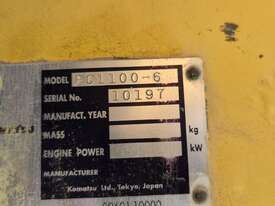 MODEL PC1100-6
SERIAL No. 10197
MANUFACT. YEAR
MASS kg
ENGINE POWER kW
MANUFACTURER
Komatsu Ltd., Tokyo, Japan